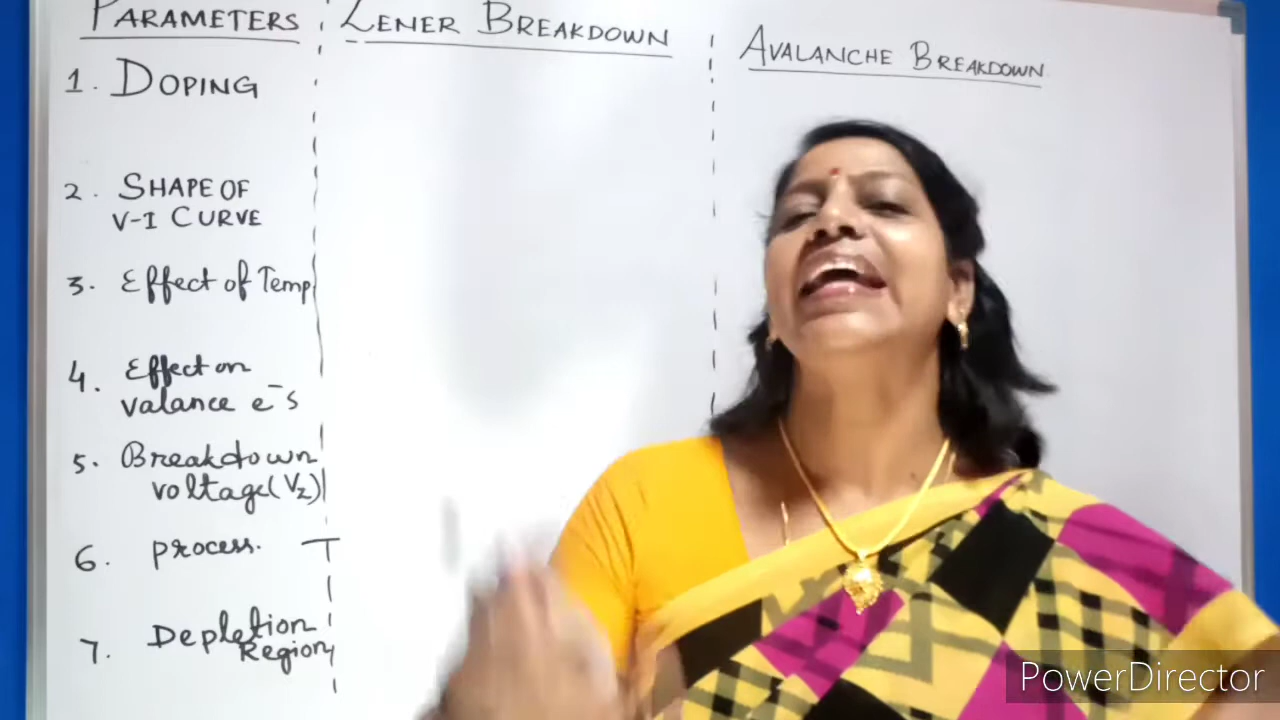 PARAMETERS
ZENER BREAKDOWN
AVALANCHE BREAKDOWN
1. DOPING
2. SHAPE OF
V-I CURVE
3. Effect of Temp
4. Effect on
valance e⁻s
5. Breakdown
voltage (Vz)
6. process.
7. Depletion
Region
PowerDirector